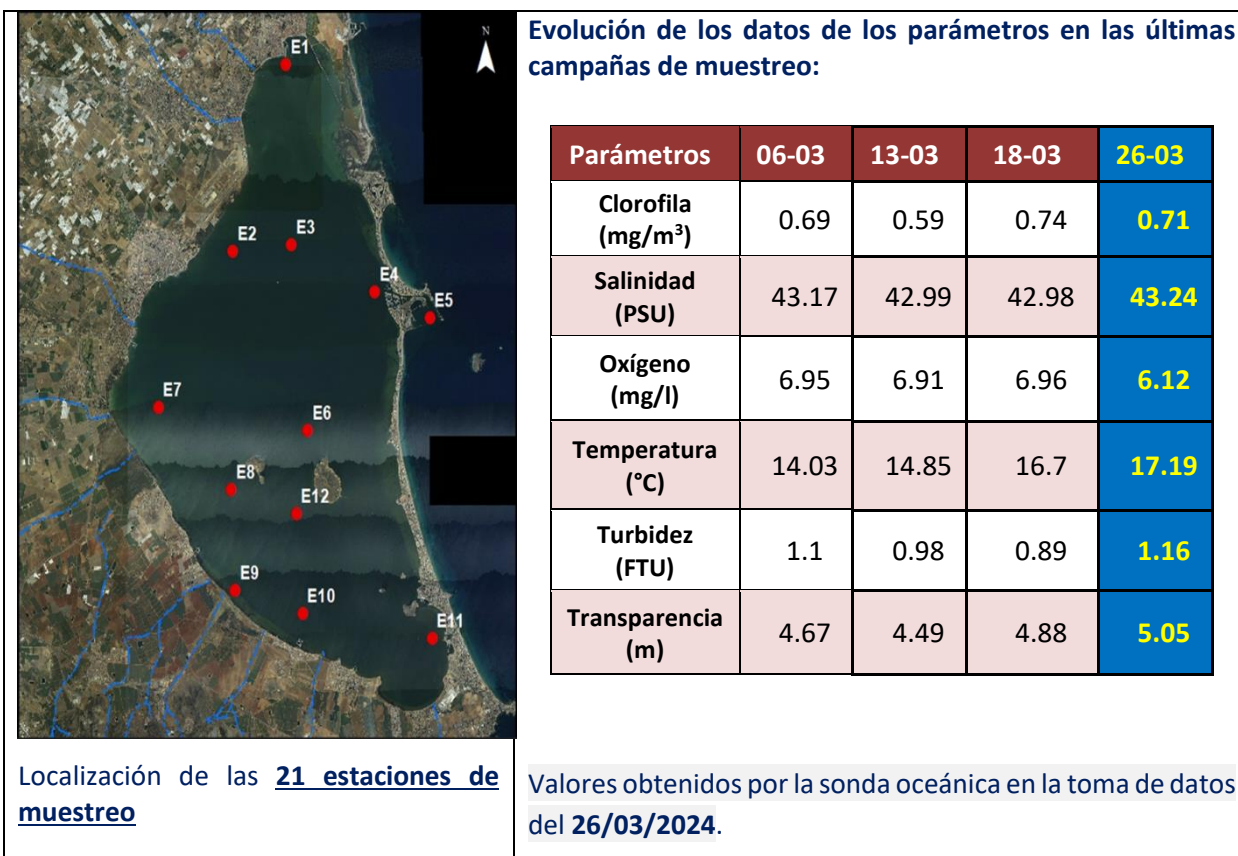 N
E1
E2
E3
E4
E5
E7
E6
E8
E12
E9
E10
E11
Localización de las 21 estaciones de
muestreo
Evolución de los datos de los parámetros en las últimas
campañas de muestreo:
Parámetros 06-03 13-03 18-03 26-03
Clorofila
(mg/m³) 0.69 0.59 0.74 0.71
Salinidad
(PSU) 43.17 42.99 42.98 43.24
Oxígeno
(mg/l) 6.95 6.91 6.96 6.12
Temperatura
(°C) 14.03 14.85 16.7 17.19
Turbidez
(FTU) 1.1 0.98 0.89 1.16
Transparencia
(m) 4.67 4.49 4.88 5.05
Valores obtenidos por la sonda oceánica en la toma de datos
del 26/03/2024.